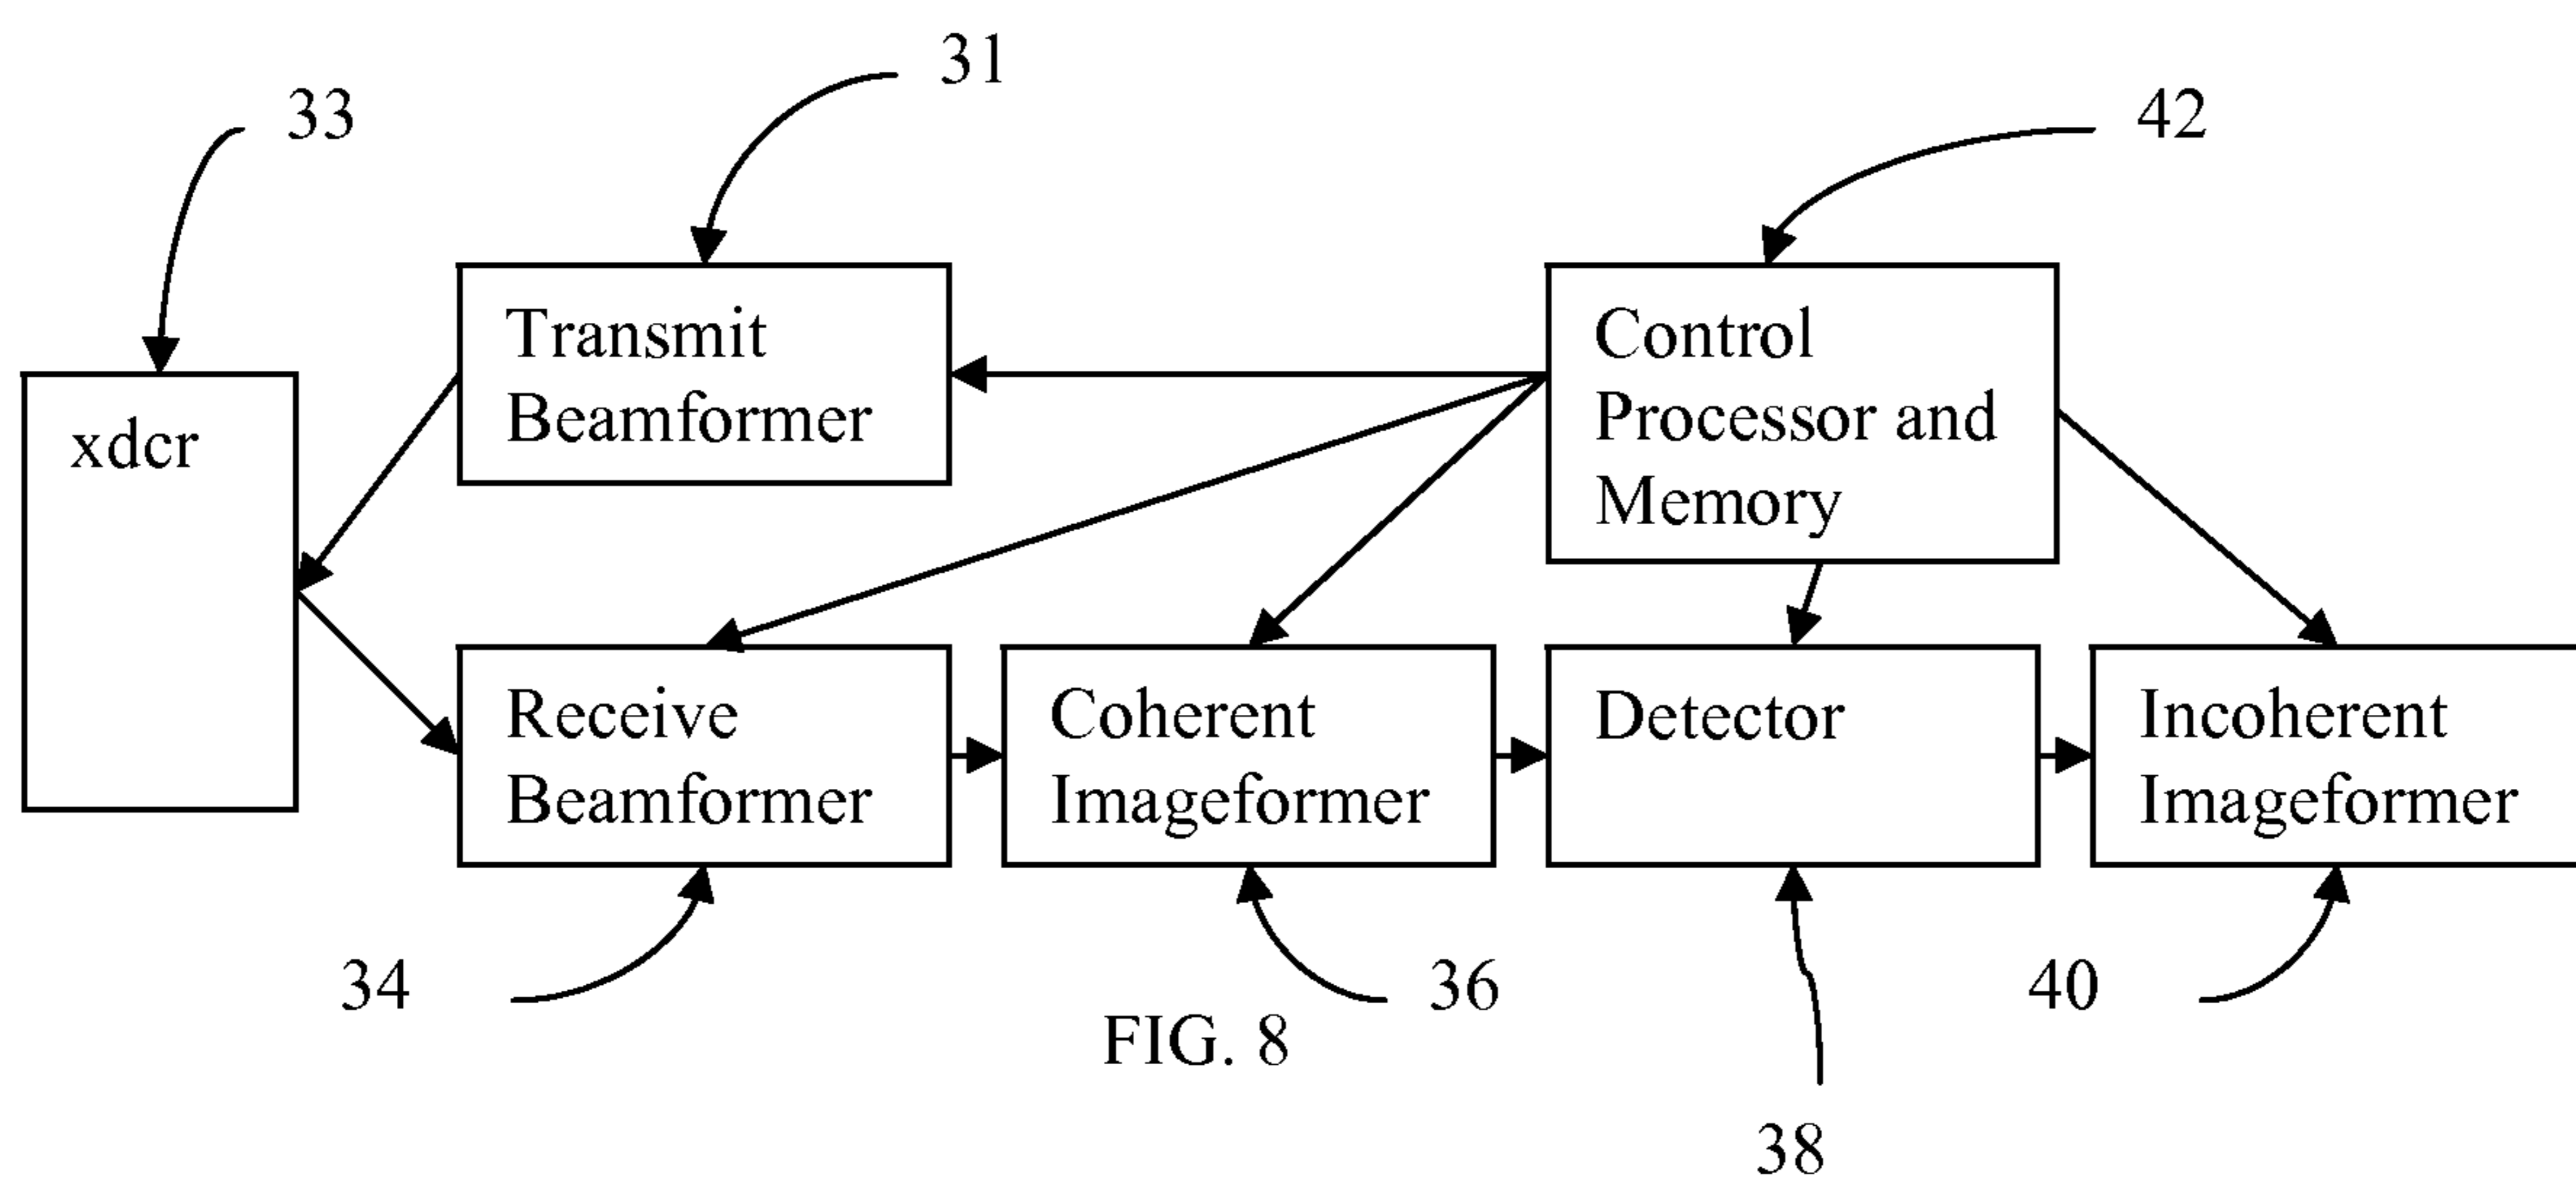 31
33
42
Transmit
Beamformer
Control
Processor and
Memory
xdcr
Receive
Beamformer
Coherent
Imageformer
Detector
Incoherent
Imageformer
34
36
40
FIG. 8
38